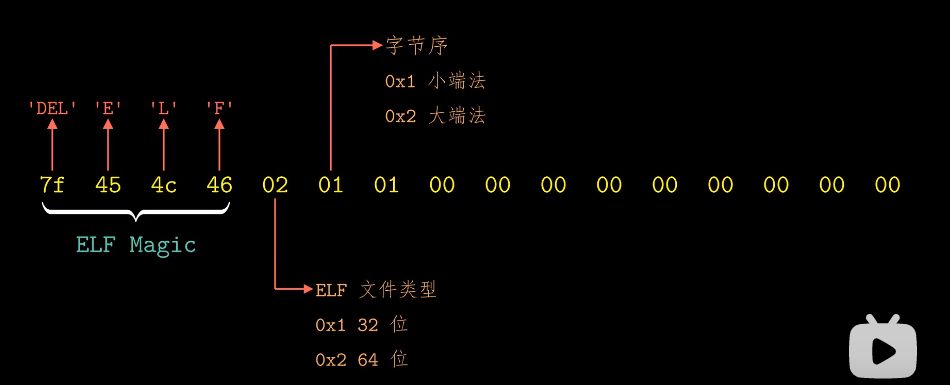 字节序
0x1 小端法
0x2 大端法
'DEL' 'E' 'L' 'F'
7f 45 4c 46 02 01 01 00 00 00 00 00 00 00 00 00
ELF Magic
ELF 文件类型
0x1 32 位
0x2 64 位